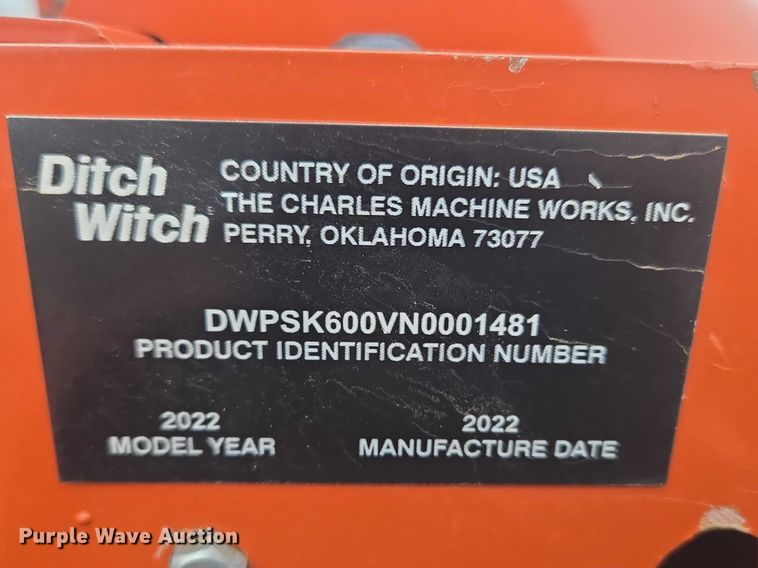 Ditch Witch
COUNTRY OF ORIGIN: USA
THE CHARLES MACHINE WORKS, INC.
PERRY, OKLAHOMA 73077
DWPSK600VN0001481
PRODUCT IDENTIFICATION NUMBER
2022
MODEL YEAR
2022
MANUFACTURE DATE
Purple Wave Auction